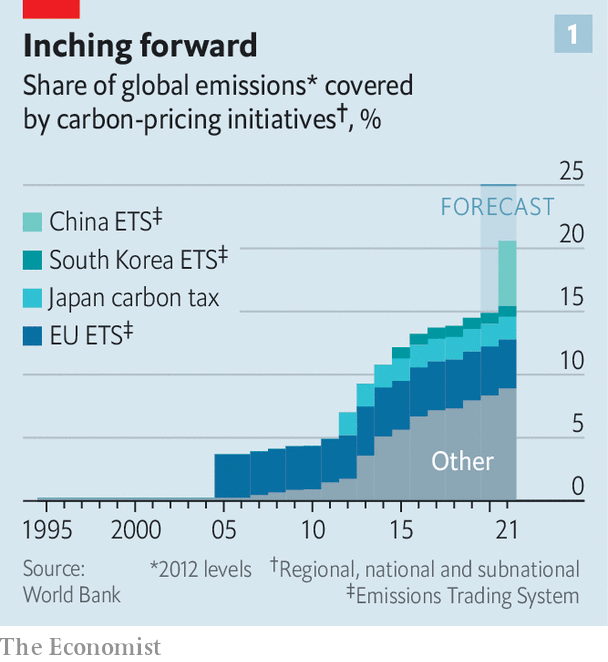 Inching forward
1
Share of global emissions* covered
by carbon-pricing initiatives†, %
25
FORECAST
China ETS‡
20
South Korea ETS‡
Japan carbon tax
15
EU ETS‡
10
5
Other
0
1995 2000 05 10 15 21
Source:
World Bank
*2012 levels †Regional, national and subnational
‡Emissions Trading System
The Economist